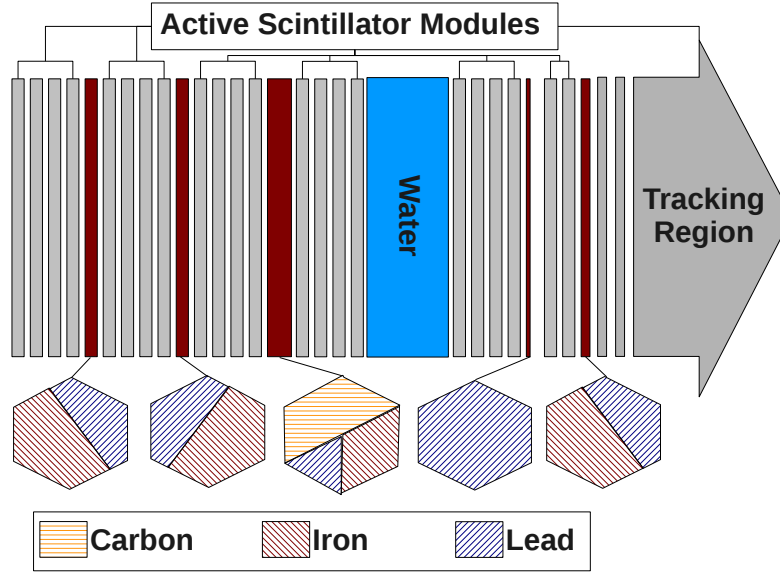 Active Scintillator Modules
Water
Tracking
Region
Carbon
Iron
Lead